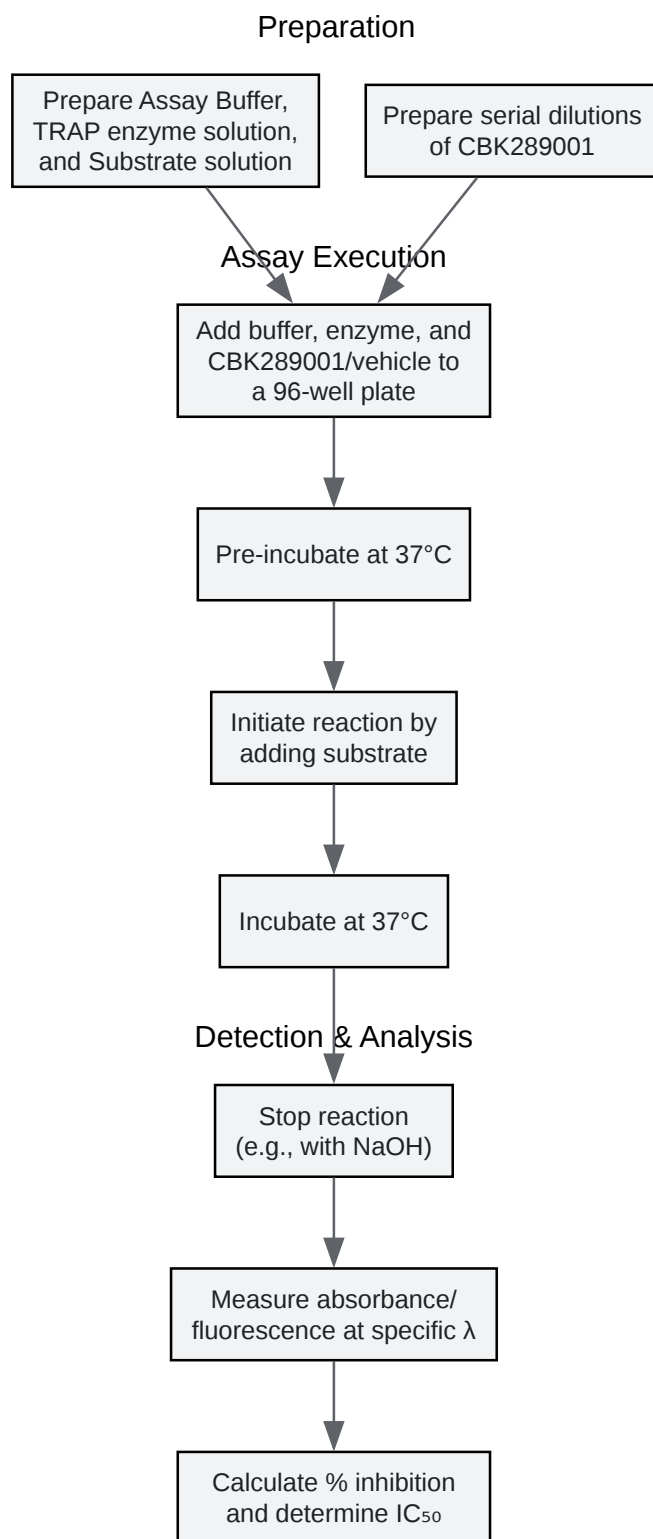 Preparation
Prepare Assay Buffer,
TRAP enzyme solution,
and Substrate solution
Prepare serial dilutions
of CBK289001
Assay Execution
Add buffer, enzyme, and
CBK289001/vehicle to
a 96-well plate
Pre-incubate at 37°C
Initiate reaction by
adding substrate
Incubate at 37°C
Detection & Analysis
Stop reaction
(e.g., with NaOH)
Measure absorbance/
fluorescence at specific λ
Calculate % inhibition
and determine IC₅₀